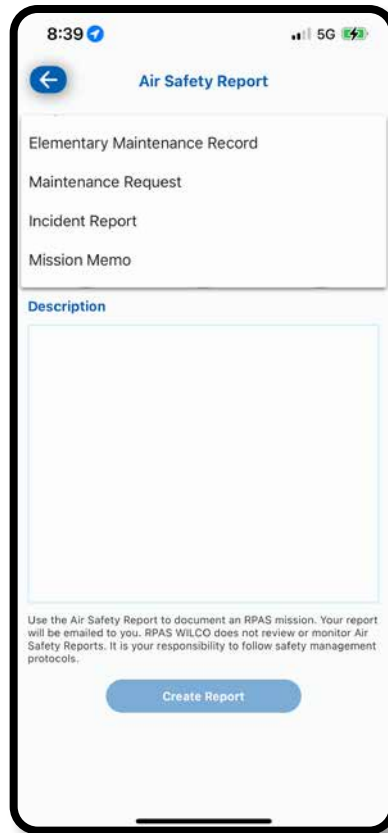 8:39
5G
Air Safety Report
Elementary Maintenance Record
Maintenance Request
Incident Report
Mission Memo
Description
Use the Air Safety Report to document an RPAS mission. Your report
will be emailed to you. RPAS WILCO does not review or monitor Air
Safety Reports. It is your responsibility to follow safety management
protocols.
Create Report